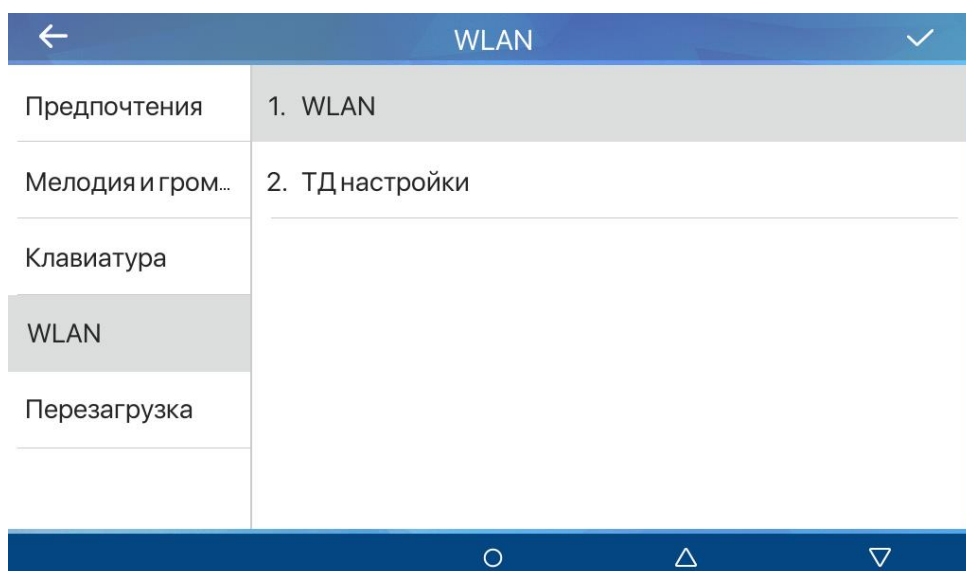 WLAN
Предпочтения
1. WLAN
Мелодия и гром...
2. ТД настройки
Клавиатура
WLAN
Перезагрузка